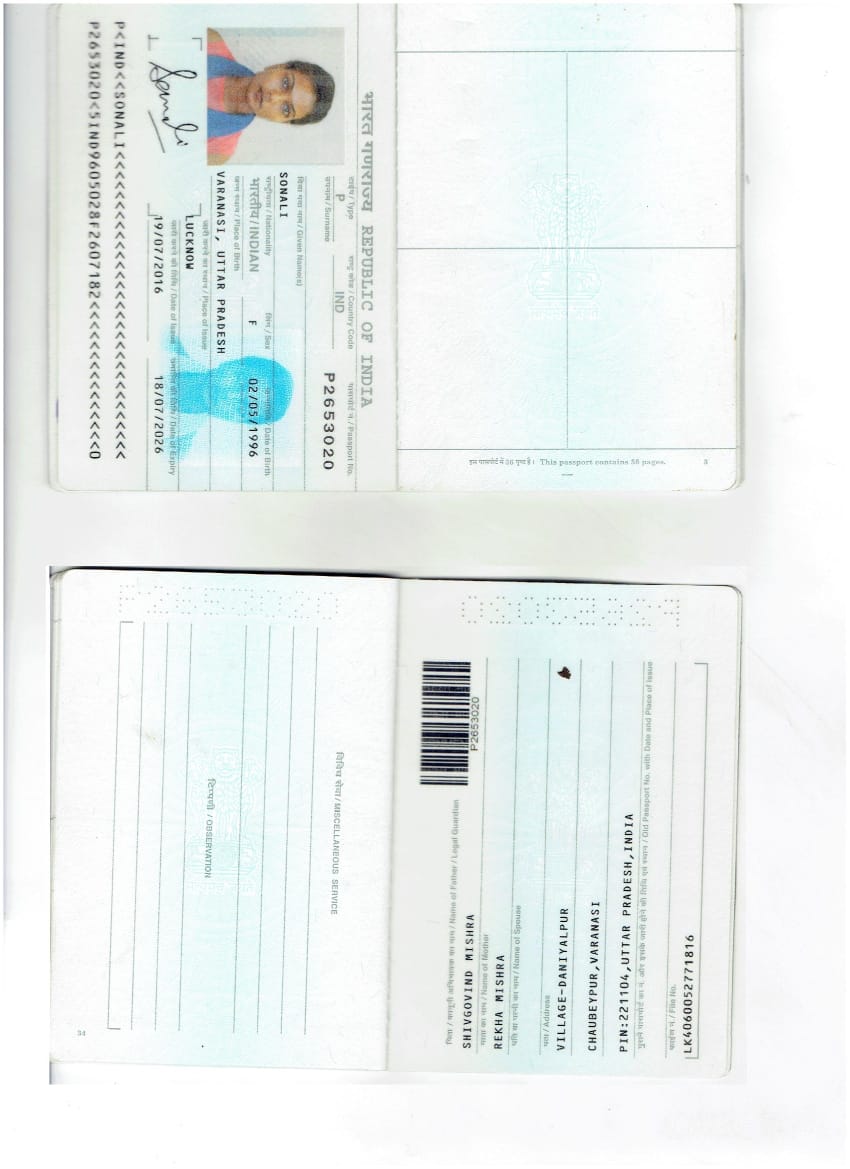 भारत गणराज्य REPUBLIC OF INDIA
टाईप / Type
राष्ट्र कोड / Country Code
पासपोर्ट न. / Passport No.
P
IND
P2653020
उपनाम / Surname
दिया गया नाम / Given Name(s)
SONALI
राष्ट्रीयता / Nationality
लिंग / Sex
जन्मतिथि / Date of Birth
भारतीय / INDIAN
F
02/05/1996
जन्म स्थान / Place of Birth
VARANASI, UTTAR PRADESH
जारी करने का स्थान / Place of Issue
LUCKNOW
जारी करने की तिथि / Date of Issue
समाप्ति की तिथि / Date of Expiry
19/07/2016
18/07/2026
Sonali
P<IND<<SONALI<<<<<<<<<<<<<<<<<<<<<<<<<<<<<<<
P2653020<5IND9605028F2607182<<<<<<<<<<<<<<<0
इस पासपोर्ट में 36 पृष्ठ है। This passport contains 36 pages.
3
विविध सेवा / MISCELLANEOUS SERVICE
टिप्पणी / OBSERVATION
34
P2653020
P2653020
P2653020
पिता / कानूनी अभिभावक का नाम / Name of Father / Legal Guardian
SHIVGOVIND MISHRA
माता का नाम / Name of Mother
REKHA MISHRA
पति या पत्नी का नाम / Name of Spouse
पता / Address
VILLAGE-DANIYALPUR
CHAUBEYPUR,VARANASI
PIN:221104,UTTAR PRADESH,INDIA
पुराने पासपोर्ट का न. और इसके जारी होने की तिथि एवं स्थान / Old Passport No. with Date and Place of Issue
फाईल न. / File No.
LK4060052771816